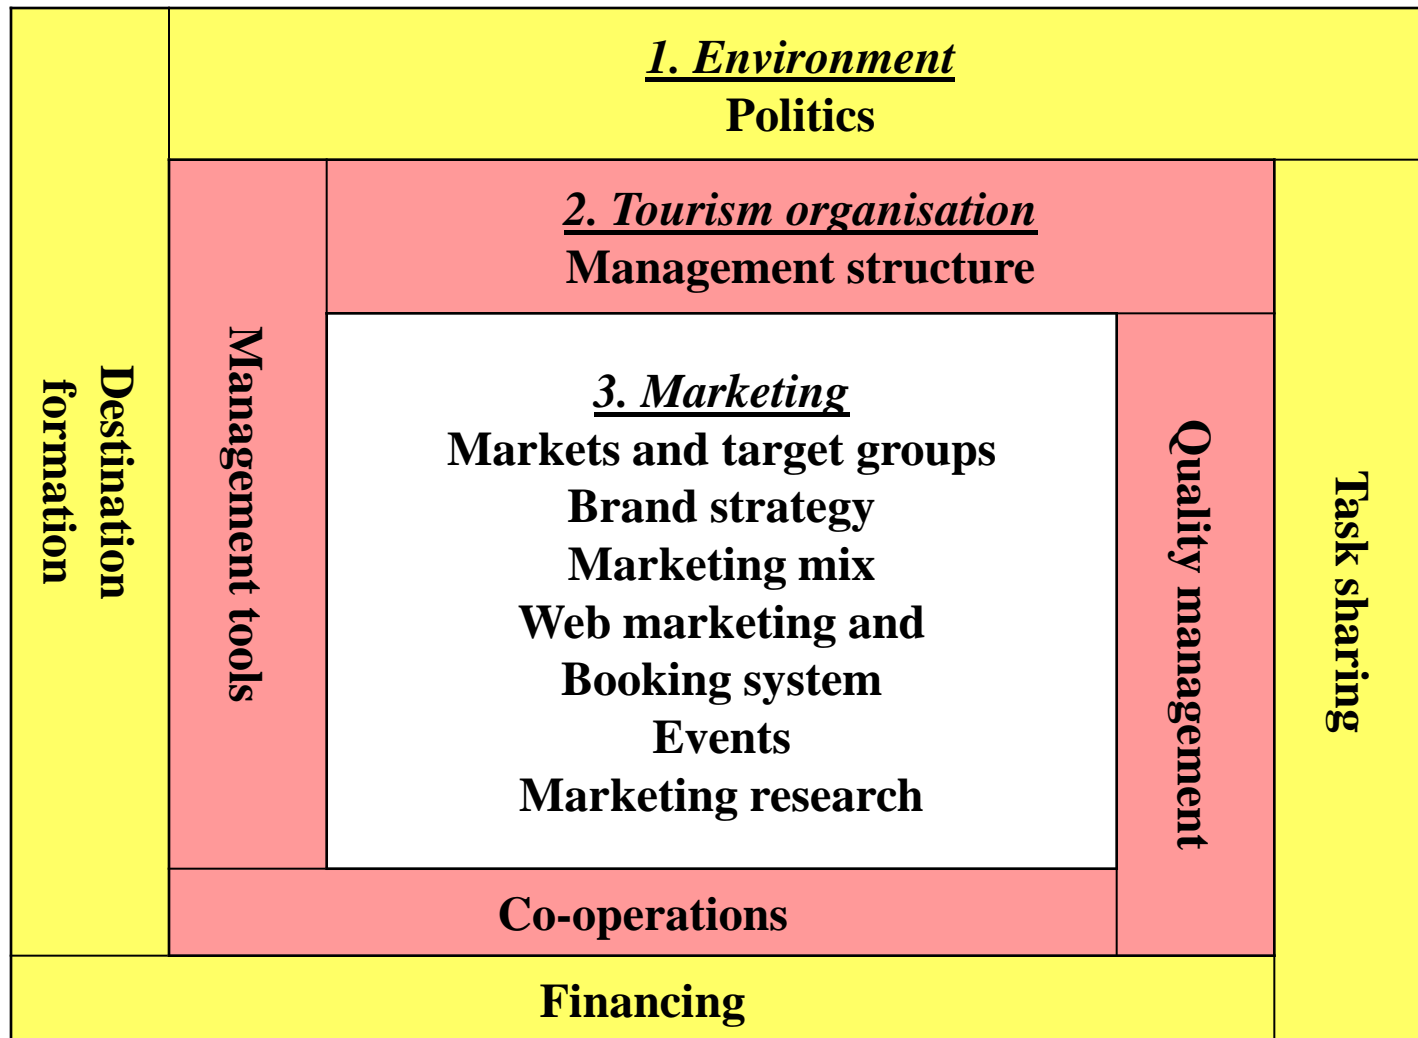 1. Environment
Politics
Destination
formation
2. Tourism organisation
Management structure
Management tools
3. Marketing
Markets and target groups
Brand strategy
Marketing mix
Web marketing and
Booking system
Events
Marketing research
Quality management
Task sharing
Co-operations
Financing